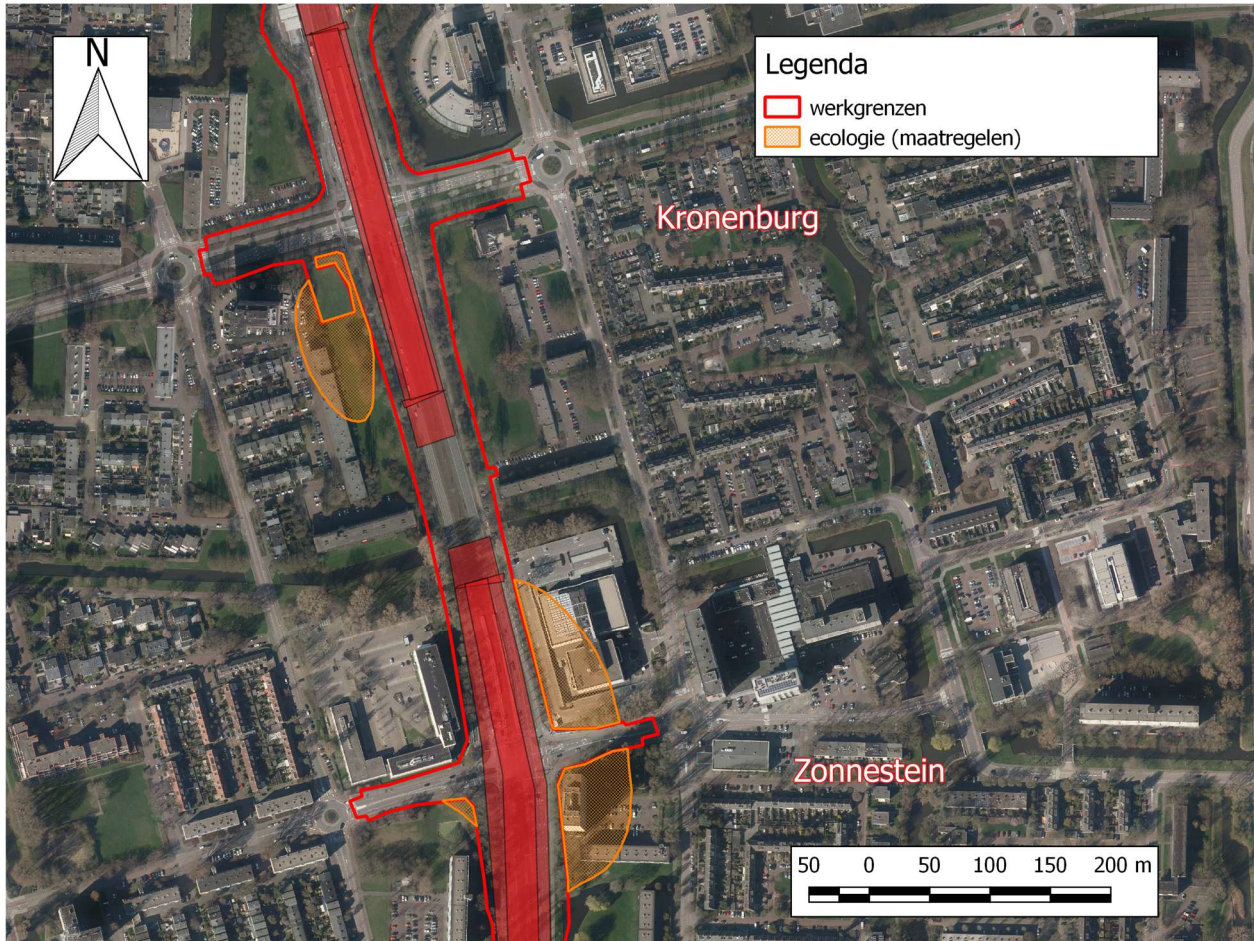 N
Legenda
werkgrenzen
ecologie (maatregelen)
Kronenburg
Zonnestein
50 0 50 100 150 200 m